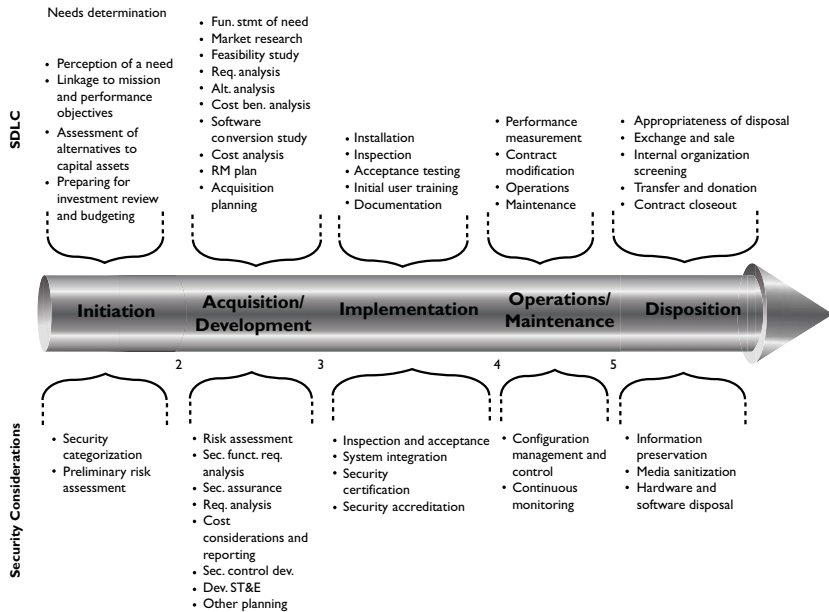 Needs determination
• Perception of a need
• Linkage to mission
and performance
objectives
• Assessment of
alternatives to
capital assets
• Preparing for
investment review
and budgeting
• Fun. stmt of need
• Market research
• Feasibility study
• Req. analysis
• Alt. analysis
• Cost ben. analysis
• Software
conversion study
• Cost analysis
• RM plan
• Acquisition
planning
• Installation
• Inspection
• Acceptance testing
• Initial user training
• Documentation
• Performance
measurement
• Contract
modification
• Operations
• Maintenance
• Appropriateness of disposal
• Exchange and sale
• Internal organization
screening
• Transfer and donation
• Contract closeout
SDLC
Initiation
Acquisition/
Development
Implementation
Operations/
Maintenance
Disposition
2
3
4
5
Security Considerations
• Security
categorization
• Preliminary risk
assessment
• Risk assessment
• Sec. funct. req.
analysis
• Sec. assurance
• Req. analysis
• Cost
considerations and
reporting
• Sec. control dev.
• Dev. ST&E
• Other planning
• Inspection and acceptance
• System integration
• Security
certification
• Security accreditation
• Configuration
management and
control
• Continuous
monitoring
• Information
preservation
• Media sanitization
• Hardware and
software disposal